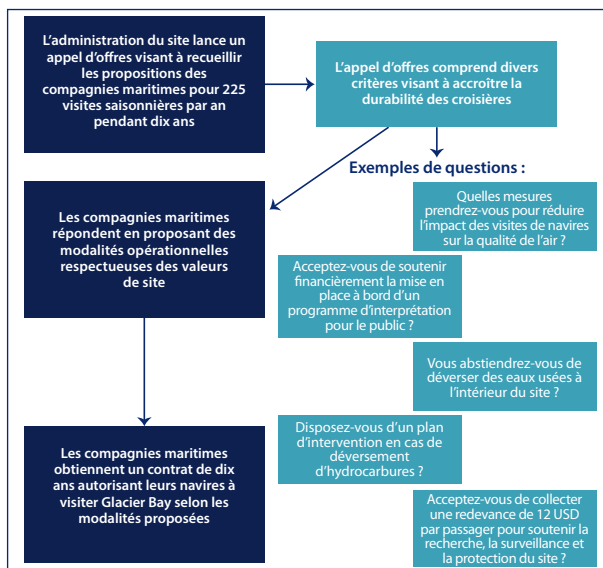 L'administration du site lance un
appel d'offres visant à recueillir
les propositions des
compagnies maritimes pour 225
visites saisonnières par an
pendant dix ans
L'appel d'offres comprend divers
critères visant à accroître la
durabilité des croisières
Exemples de questions :
Quelles mesures
prendrez-vous pour réduire
l'impact des visites de navires
sur la qualité de l'air ?
Les compagnies maritimes
répondent en proposant des
modalités opérationnelles
respectueuses des valeurs
de site
Acceptez-vous de soutenir
financièrement la mise en
place à bord d'un
programme d'interprétation
pour le public ?
Vous abstiendrez-vous de
déverser des eaux usées à
l'intérieur du site ?
Disposez-vous d'un plan
d'intervention en cas de
déversement
d'hydrocarbures ?
Les compagnies maritimes
obtiennent un contrat de dix
ans autorisant leurs navires à
visiter Glacier Bay selon les
modalités proposées
Acceptez-vous de collecter
une redevance de 12 USD
par passager pour soutenir la
recherche, la surveillance et
la protection du site ?